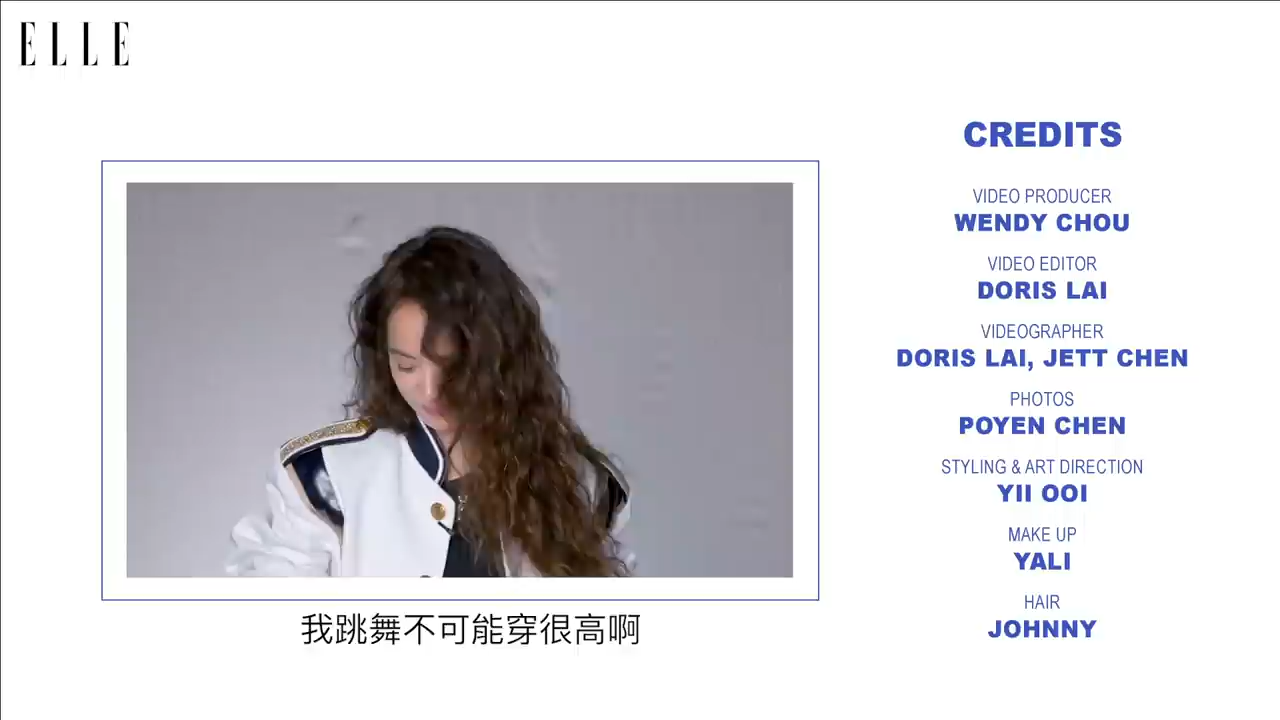 ELLE
CREDITS
VIDEO PRODUCER
WENDY CHOU
VIDEO EDITOR
DORIS LAI
VIDEOGRAPHER
DORIS LAI, JETT CHEN
PHOTOS
POYEN CHEN
STYLING & ART DIRECTION
YII OOI
MAKE UP
YALI
HAIR
JOHNNY
我跳舞不可能穿很高啊